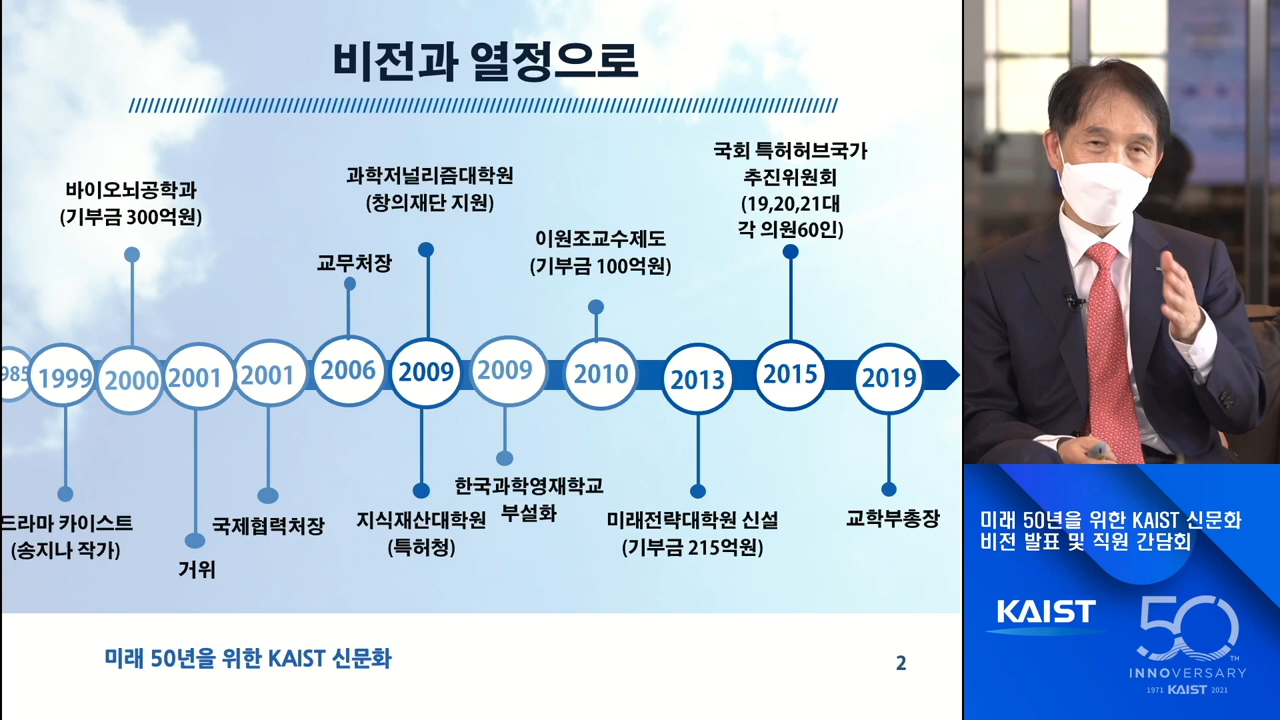 비전과 열정으로
바이오뇌공학과
(기부금 300억원)
교무처장
과학저널리즘대학원
(창의재단 지원)
이원조교수제도
(기부금 100억원)
국회 특허허브국가
추진위원회
(19,20,21대
각 의원60인)
985
1999
2000
2001
2001
2006
2009
2009
2010
2013
2015
2019
드라마 카이스트
(송지나 작가)
거위
국제협력처장
지식재산대학원
(특허청)
한국과학영재학교
부설화
미래전략대학원 신설
(기부금 215억원)
교학부총장
미래 50년을 위한 KAIST 신문화
2
미래 50년을 위한 KAIST 신문화
비전 발표 및 직원 간담회
KAIST
50TH
INNOVERSARY
1971 KAIST 2021